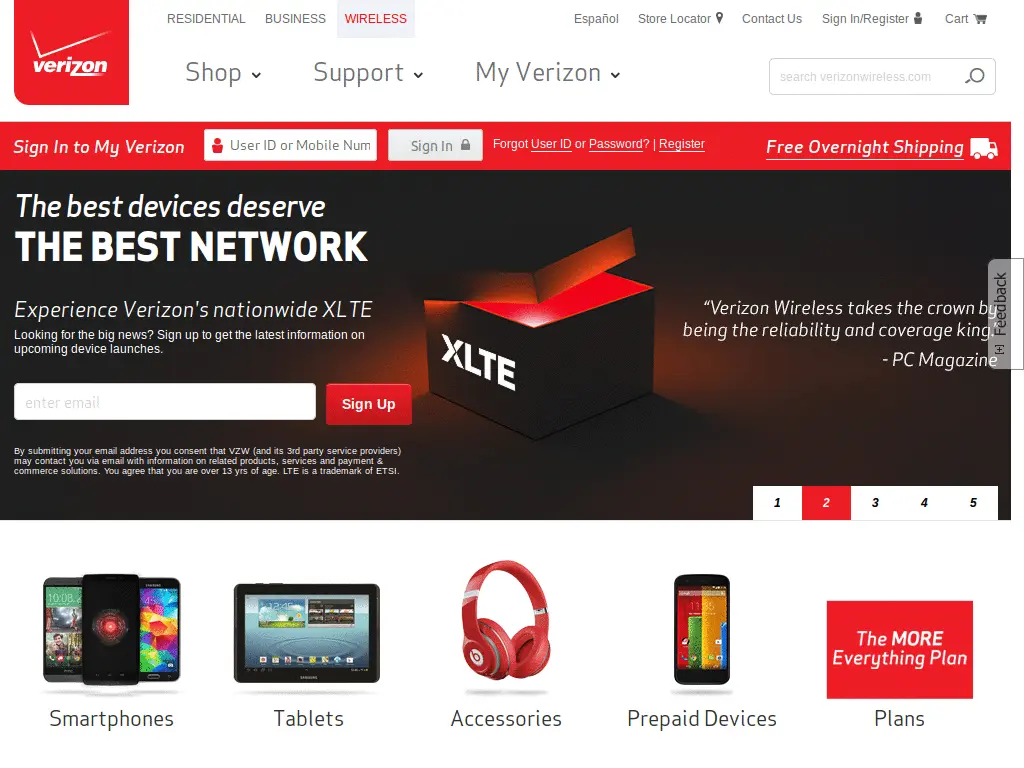 RESIDENTIAL BUSINESS WIRELESS
Español Store Locator Contact Us Sign In/Register Cart
verizon
Shop Support My Verizon
search verizonwireless.com
Sign In to My Verizon
User ID or Mobile Num
Sign In
Forgot User ID or Password? | Register
Free Overnight Shipping
The best devices deserve
THE BEST NETWORK
Experience Verizon's nationwide XLTE
Looking for the big news? Sign up to get the latest information on
upcoming device launches.
enter email
Sign Up
By submitting your email address you consent that VZW (and its 3rd party service providers)
may contact you via email with information on related products, services and payment &
commerce solutions. You agree that you are over 13 yrs of age. LTE is a trademark of ETSI.
XLTE
“Verizon Wireless takes the crown by
being the reliability and coverage king.”
- PC Magazine
[+] Feedback
1 2 3 4 5
The MORE
Everything Plan
Smartphones
Tablets
Accessories
Prepaid Devices
Plans